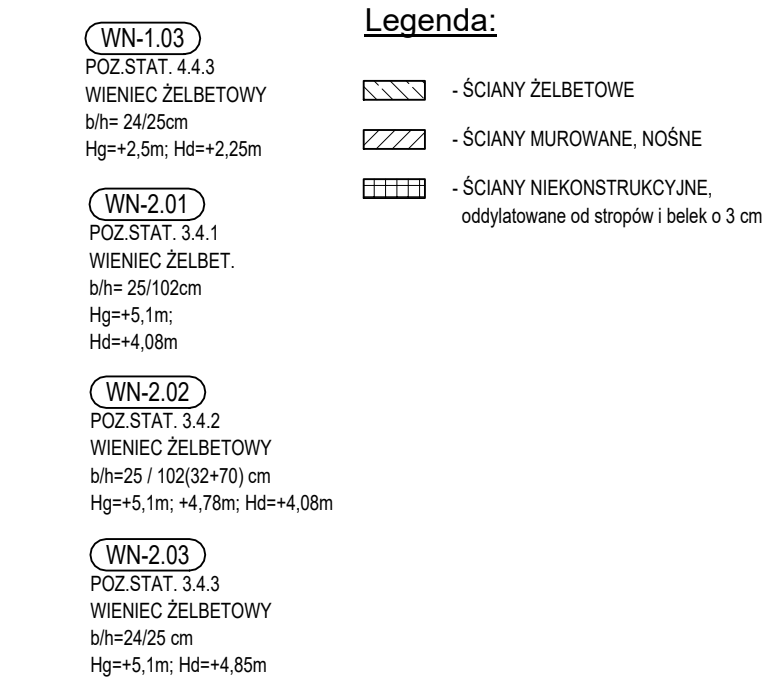 WN-1.03
POZ.STAT. 4.4.3
WIENIEC ŻELBETOWY
b/h= 24/25cm
Hg=+2,5m; Hd=+2,25m
WN-2.01
POZ.STAT. 3.4.1
WIENIEC ŻELBET.
b/h= 25/102cm
Hg=+5,1m;
Hd=+4,08m
WN-2.02
POZ.STAT. 3.4.2
WIENIEC ŻELBETOWY
b/h=25 / 102(32+70) cm
Hg=+5,1m; +4,78m; Hd=+4,08m
WN-2.03
POZ.STAT. 3.4.3
WIENIEC ŻELBETOWY
b/h=24/25 cm
Hg=+5,1m; Hd=+4,85m
Legenda:
- ŚCIANY ŻELBETOWE
- ŚCIANY MUROWANE, NOŚNE
- ŚCIANY NIEKONSTRUKCYJNE,
oddylatowane od stropów i belek o 3 cm